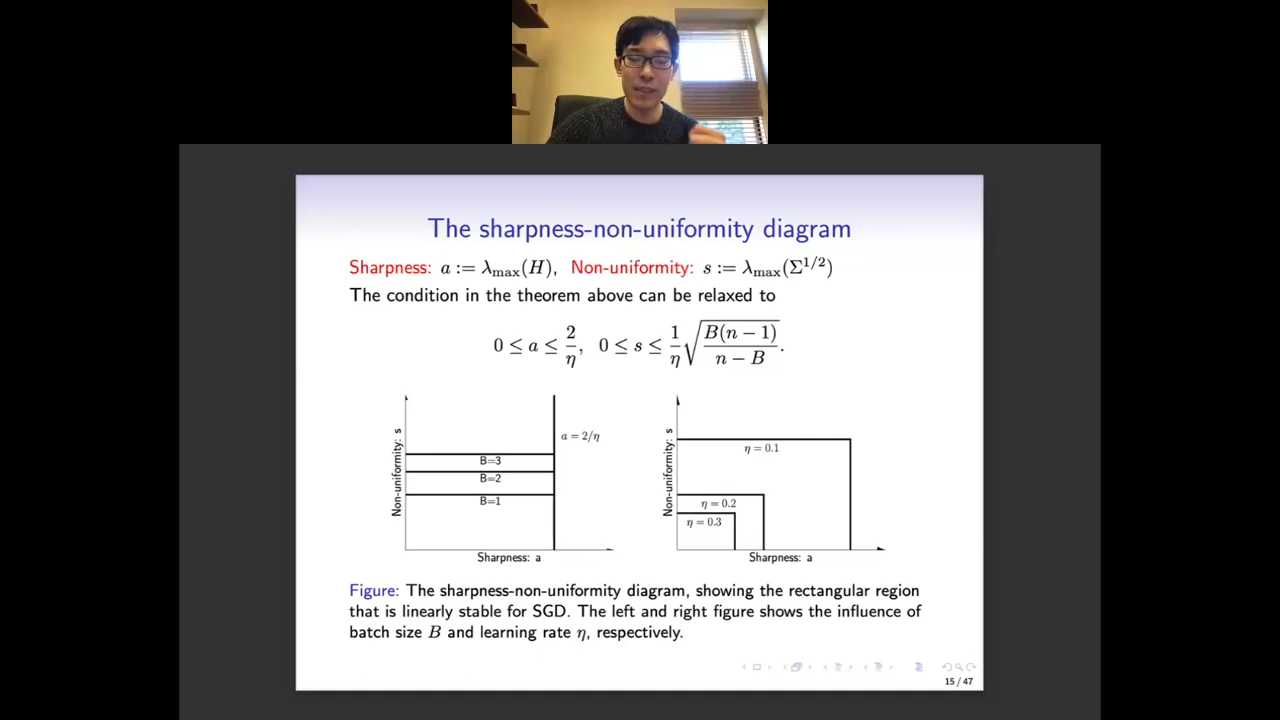 The sharpness-non-uniformity diagram
Sharpness: a := λmax(H), Non-uniformity: s := λmax(Σ^1/2)
The condition in the theorem above can be relaxed to
0 ≤ a ≤ 2/η, 0 ≤ s ≤ 1/η √(B(n − 1)/(n − B)).
Non-uniformity: s
a = 2/η
B=3
B=2
B=1
Sharpness: a
Non-uniformity: s
η = 0.1
η = 0.2
η = 0.3
Sharpness: a
Figure: The sharpness-non-uniformity diagram, showing the rectangular region
that is linearly stable for SGD. The left and right figure shows the influence of
batch size B and learning rate η, respectively.
15 / 47